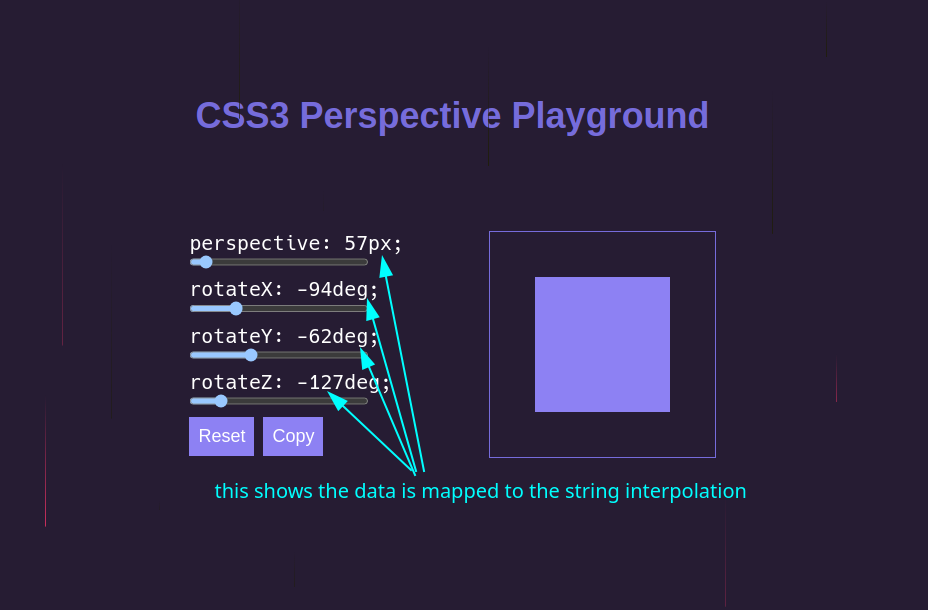 CSS3 Perspective Playground
perspective: 57px;
rotateX: -94deg;
rotateY: -62deg;
rotateZ: -127deg;
Reset Copy
this shows the data is mapped to the string interpolation